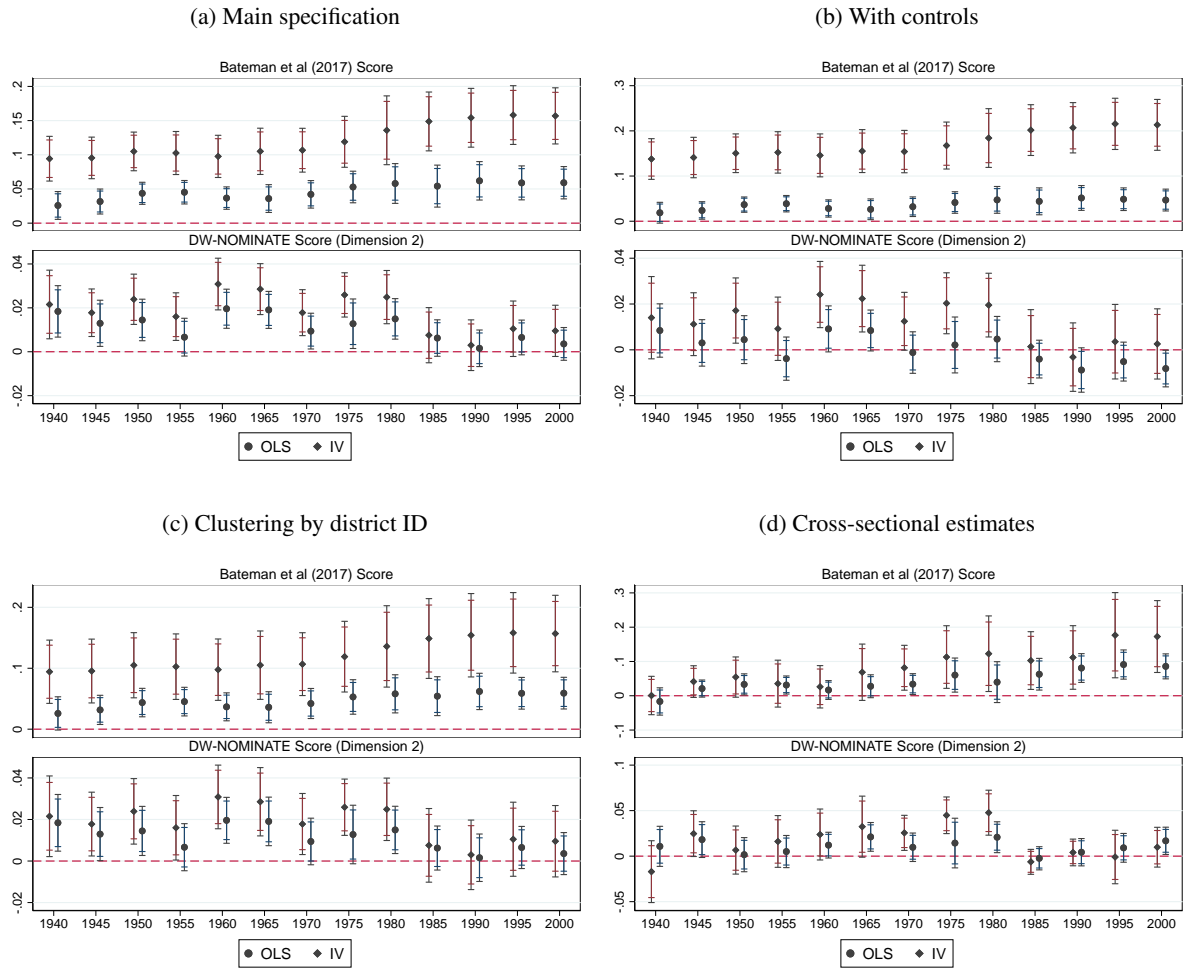 (a) Main specification
Bateman et al (2017) Score
.2
.15
.1
.05
0
DW-NOMINATE Score (Dimension 2)
.04
.02
0
-.02
1940 1945 1950 1955 1960 1965 1970 1975 1980 1985 1990 1995 2000
OLS IV
(b) With controls
Bateman et al (2017) Score
.3
.2
.1
0
DW-NOMINATE Score (Dimension 2)
.04
.02
0
-.02
1940 1945 1950 1955 1960 1965 1970 1975 1980 1985 1990 1995 2000
OLS IV
(c) Clustering by district ID
Bateman et al (2017) Score
.2
.1
0
DW-NOMINATE Score (Dimension 2)
.04
.02
0
-.02
1940 1945 1950 1955 1960 1965 1970 1975 1980 1985 1990 1995 2000
OLS IV
(d) Cross-sectional estimates
Bateman et al (2017) Score
.3
.2
.1
0
-.1
DW-NOMINATE Score (Dimension 2)
.1
.05
0
-.05
1940 1945 1950 1955 1960 1965 1970 1975 1980 1985 1990 1995 2000
OLS IV